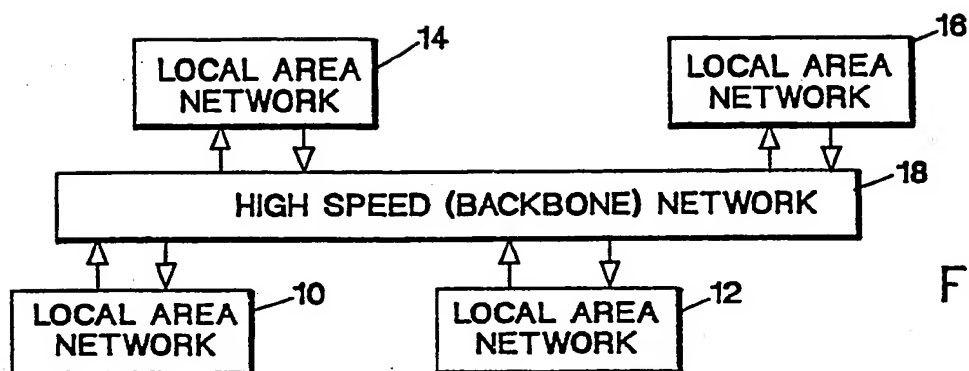 14
LOCAL AREA
NETWORK
16
LOCAL AREA
NETWORK
18
HIGH SPEED (BACKBONE) NETWORK
10
LOCAL AREA
NETWORK
12
LOCAL AREA
NETWORK
F